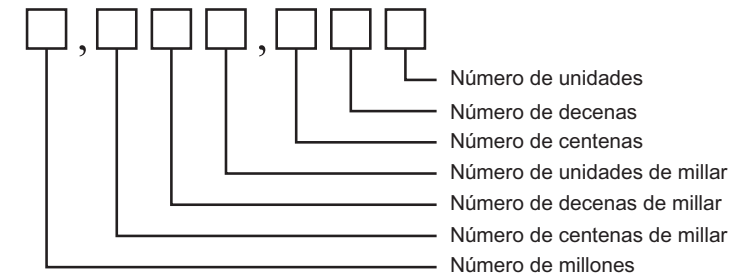 , ,
Número de unidades
Número de decenas
Número de centenas
Número de unidades de millar
Número de decenas de millar
Número de centenas de millar
Número de millones